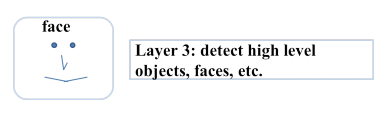 face
Layer 3: detect high level
objects, faces, etc.